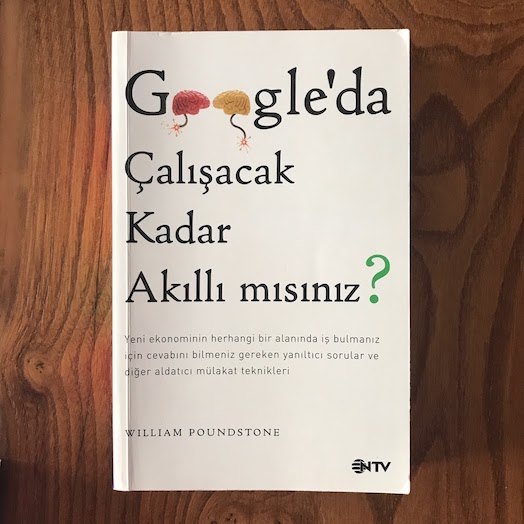 Google'da
Çalışacak
Kadar
Akıllı mısınız?
Yeni ekonominin herhangi bir alanında iş bulmanız
için cevabını bilmeniz gereken yanıltıcı sorular ve
diğer aldatıcı mülakat teknikleri
WILLIAM POUNDSTONE
NTV